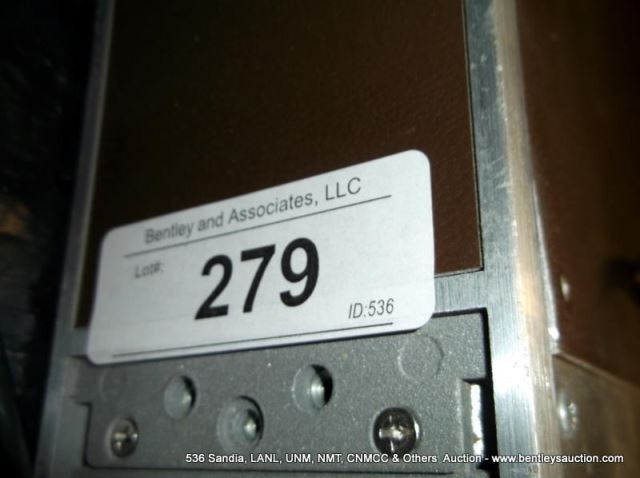 Bentley and Associates, LLC
Lot#:
279
ID:536
536 Sandia, LANL, UNM, NMT, CNMCC & Others Auction - www.bentleysauction.com